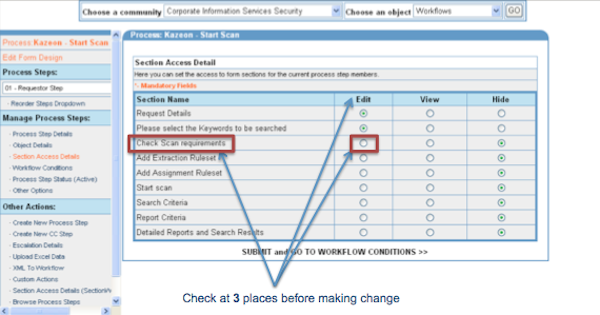 Choose a community Corporate Information Services Security Choose an object Workflows GO
Process: Kazeon - Start Scan
Edit Form Design
Process Steps:
01 - Requestor Step
Reorder Steps Dropdown
Manage Process Steps:
Process Step Details
Object Details
Section Access Details
Workflow Conditions
Process Step Status (Active)
Other Options
Other Actions:
Create New Process Step
Create New CC Step
Escalation Details
Upload Excel Data
XML To Workflow
Custom Actions
Section Access Details (SectionW
Browse Process Steps
Process: Kazeon - Start Scan
Section Access Detail
Here you can set the access to form sections for the current process step members.
*- Mandatory Fields
Section Name Edit View Hide
Request Details
Please select the Keywords to be searched
Check Scan requirements
Add Extraction Ruleset
Add Assignment Ruleset
Start scan
Search Criteria
Report Criteria
Detailed Reports and Search Results
SUBMIT and GO TO WORKFLOW CONDITIONS >>
Check at 3 places before making change